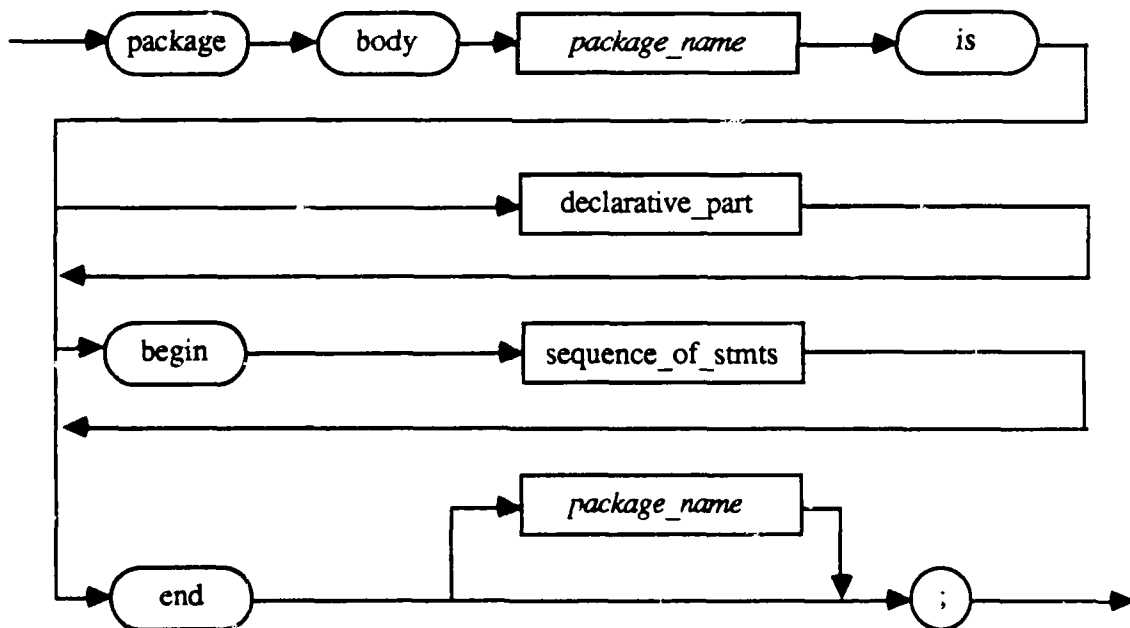 package body package_name is
declarative_part
begin sequence_of_stmts
package_name
end ;